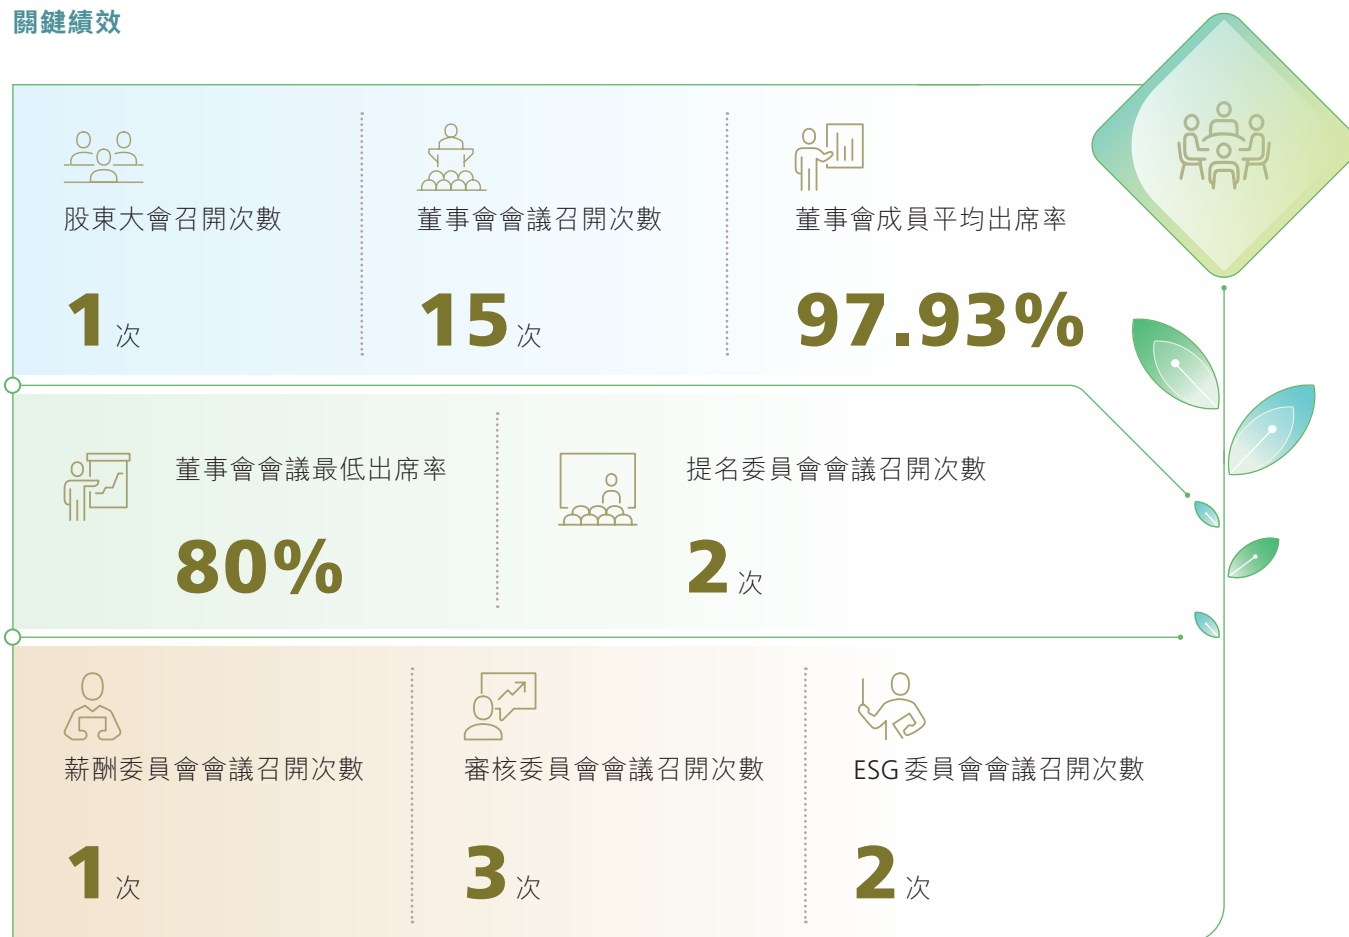 關鍵績效
股東大會召開次數
董事會會議召開次數
董事會成員平均出席率
1次
15次
97.93%
董事會會議最低出席率
提名委員會會議召開次數
80%
2次
薪酬委員會會議召開次數
審核委員會會議召開次數
ESG委員會會議召開次數
1次
3次
2次